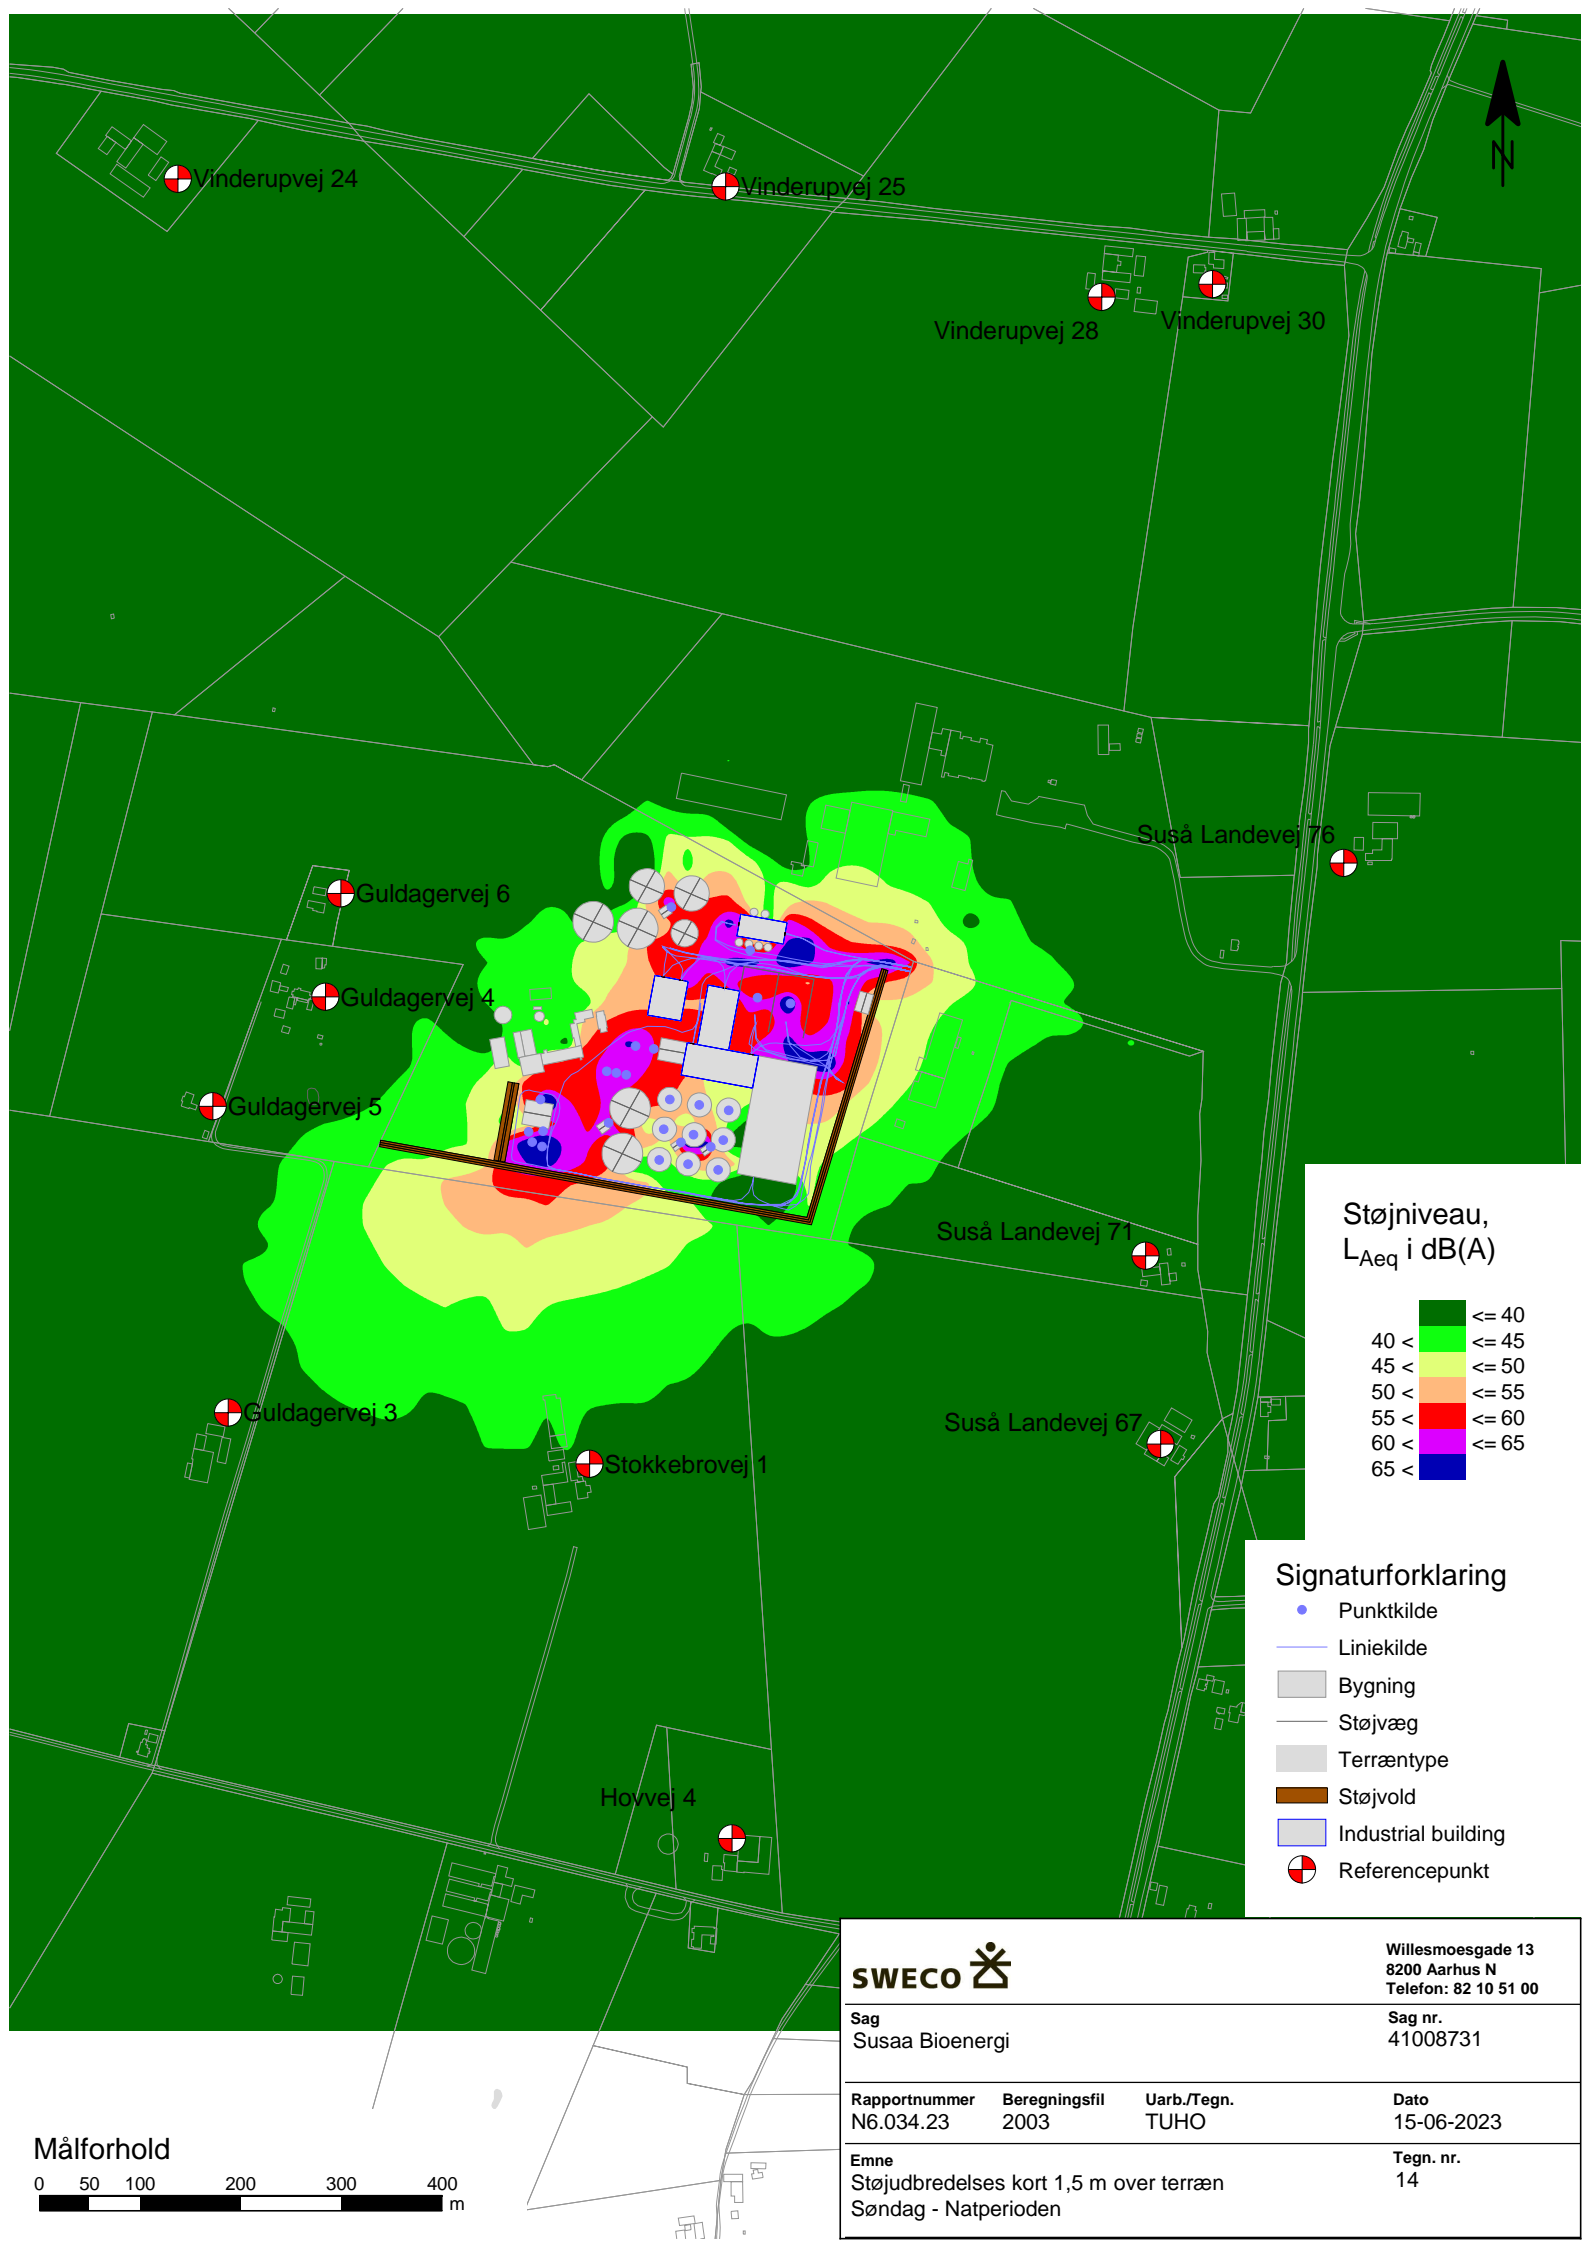 Vinderupvej 24
Vinderupvej 25
Vinderupvej 28
Vinderupvej 30
N
Suså Landevej 76
Guldagervej 6
Guldagervej 4
Guldagervej 5
Suså Landevej 71
Guldagervej 3
Suså Landevej 67
Stokkebrovej 1
Hovvej 4
Støjniveau,
LAeq i dB(A)
<= 40
40 < <= 45
45 < <= 50
50 < <= 55
55 < <= 60
60 < <= 65
65 <
Signaturforklaring
Punktkilde
Liniekilde
Bygning
Støjvæg
Terræntype
Støjvold
Industrial building
Referencepunkt
SWECO
Willesmoesgade 13
8200 Aarhus N
Telefon: 82 10 51 00
Sag Sag nr.
Susaa Bioenergi 41008731
Rapportnummer Beregningsfil Uarb./Tegn. Dato
N6.034.23 2003 TUHO 15-06-2023
Emne Tegn. nr.
Støjudbredelses kort 1,5 m over terræn 14
Søndag - Natperioden
Målforhold
0 50 100 200 300 400
m